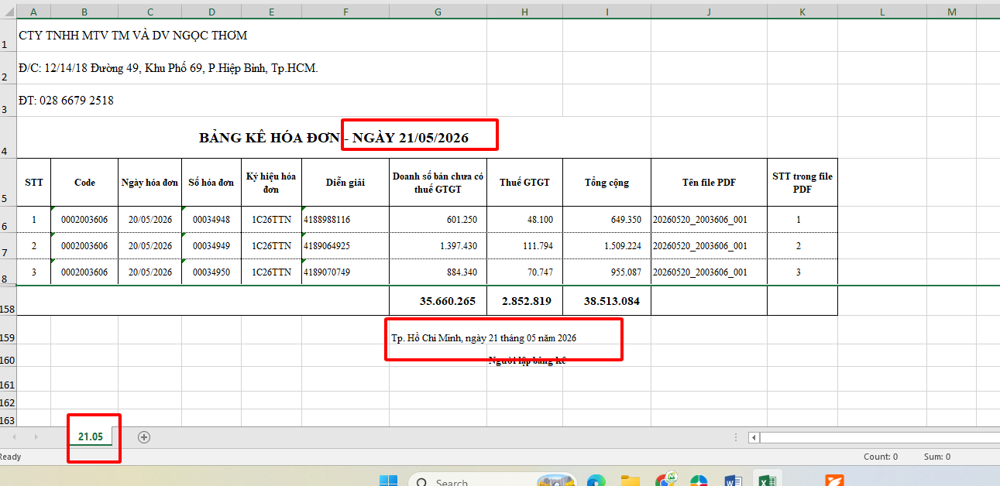 A B C D E F G H I J K L M
1 CTY TNHH MTV TM VÀ DV NGỌC THƠM
2 Đ/C: 12/14/18 Đường 49, Khu Phố 69, P.Hiệp Bình, Tp.HCM.
3 ĐT: 028 6679 2518
4 BẢNG KÊ HÓA ĐƠN - NGÀY 21/05/2026
5 STT Code Ngày hóa đơn Số hóa đơn Ký hiệu hóa đơn Diễn giải Doanh số bán chưa có thuế GTGT Thuế GTGT Tổng cộng Tên file PDF STT trong file PDF
6 1 0002003606 20/05/2026 00034948 1C26TTN 4188988116 601.250 48.100 649.350 20260520_2003606_001 1
7 2 0002003606 20/05/2026 00034949 1C26TTN 4189064925 1.397.430 111.794 1.509.224 20260520_2003606_001 2
8 3 0002003606 20/05/2026 00034950 1C26TTN 4189070749 884.340 70.747 955.087 20260520_2003606_001 3
158 35.660.265 2.852.819 38.513.084
159 Tp. Hồ Chí Minh, ngày 21 tháng 05 năm 2026
160 Người lập bảng kê
161
162
163
21.05
Ready Count: 0 Sum: 0
Search